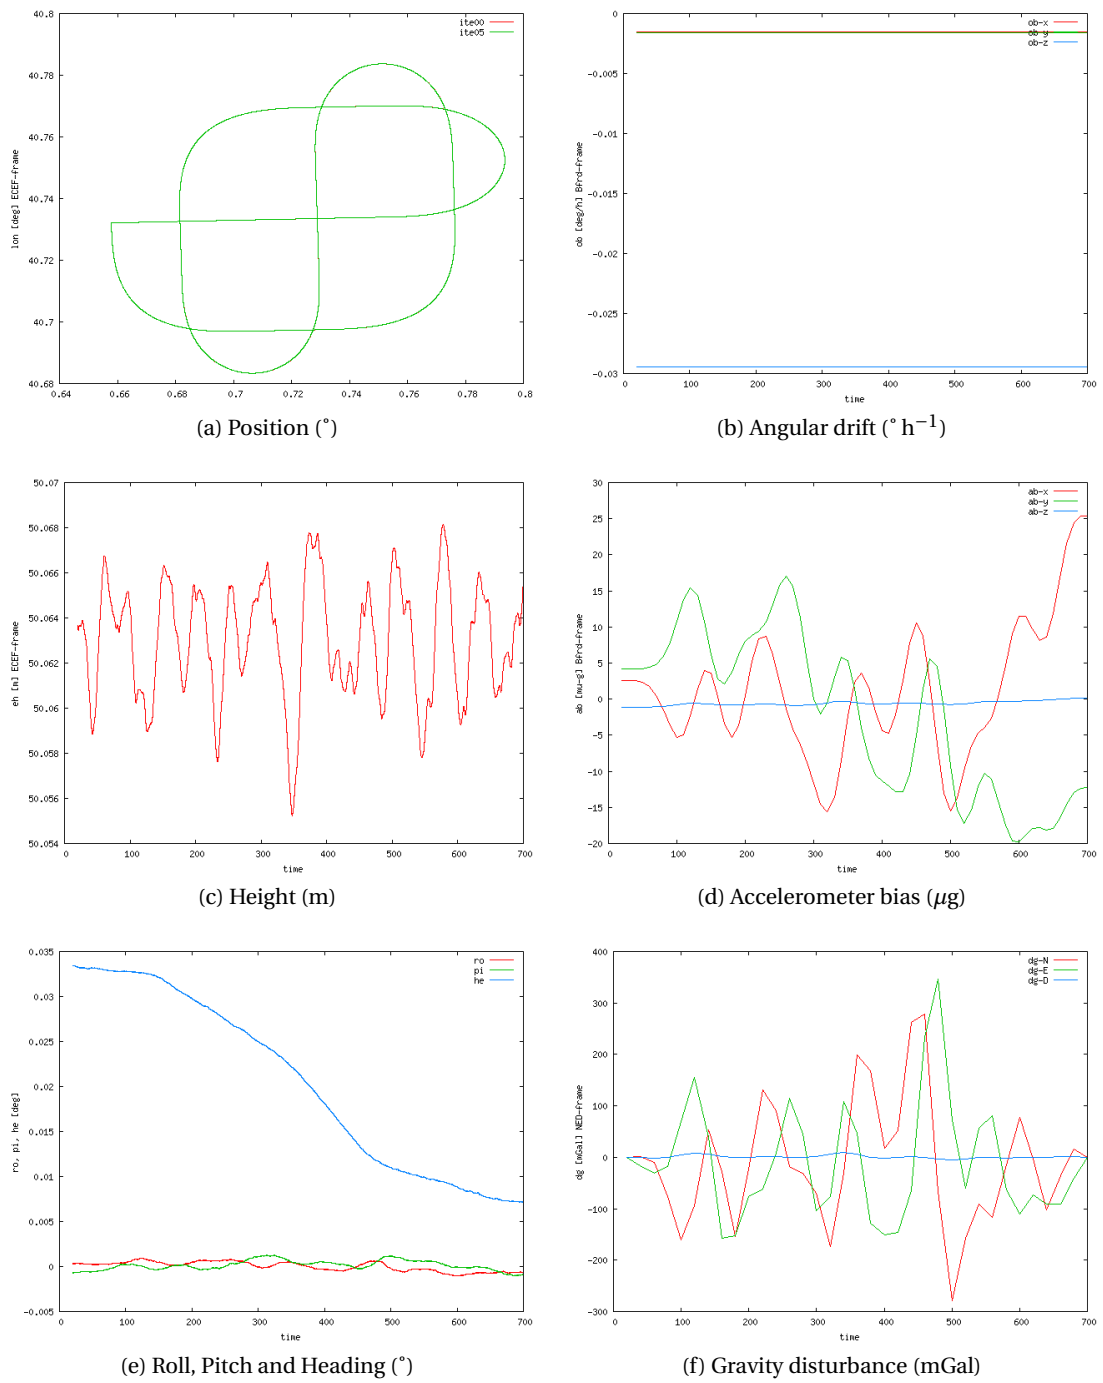 40.8
40.78
40.76
40.74
40.72
40.7
40.68
lon [deg] ECEF-frame
ite00
ite05
0.64 0.66 0.68 0.7 0.72 0.74 0.76 0.78 0.8
(a) Position (°)
0
-0.005
-0.01
-0.015
-0.02
-0.025
-0.03
ob [deg/h] Bfrd-frame
ob-x
ob-y
ob-z
0 100 200 300 400 500 600 700
time
(b) Angular drift (° h−1)
50.07
50.068
50.066
50.064
50.062
50.06
50.058
50.056
50.054
eh [m] ECEF-frame
0 100 200 300 400 500 600 700
time
(c) Height (m)
30
25
20
15
10
5
0
-5
-10
-15
-20
ab [mu-g] Bfrd-frame
ab-x
ab-y
ab-z
0 100 200 300 400 500 600 700
time
(d) Accelerometer bias (μg)
0.035
0.03
0.025
0.02
0.015
0.01
0.005
0
-0.005
ro, pi, he [deg]
ro
pi
he
0 100 200 300 400 500 600 700
time
(e) Roll, Pitch and Heading (°)
400
300
200
100
0
-100
-200
-300
dg [mGal] NED-frame
dg-N
dg-E
dg-D
0 100 200 300 400 500 600 700
time
(f) Gravity disturbance (mGal)